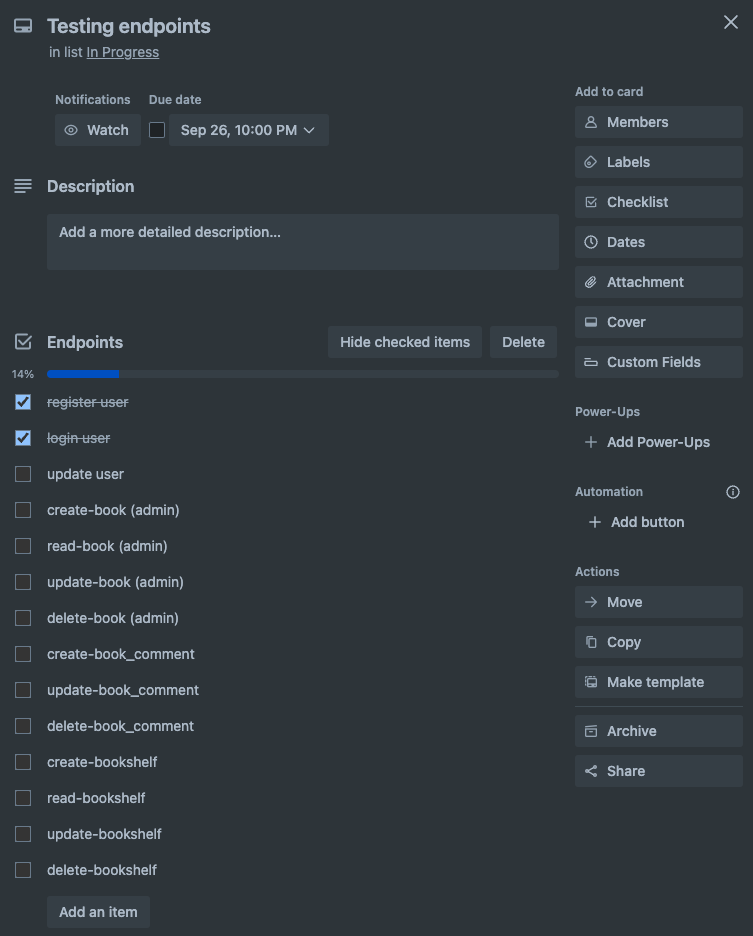 Testing endpoints
in list In Progress
Notifications
Due date
Watch
Sep 26, 10:00 PM
Description
Add a more detailed description...
Endpoints
Hide checked items
Delete
14%
register user
login user
update user
create-book (admin)
read-book (admin)
update-book (admin)
delete-book (admin)
create-book_comment
update-book_comment
delete-book_comment
create-bookshelf
read-bookshelf
update-bookshelf
delete-bookshelf
Add an item
Add to card
Members
Labels
Checklist
Dates
Attachment
Cover
Custom Fields
Power-Ups
Add Power-Ups
Automation
Add button
Actions
Move
Copy
Make template
Archive
Share